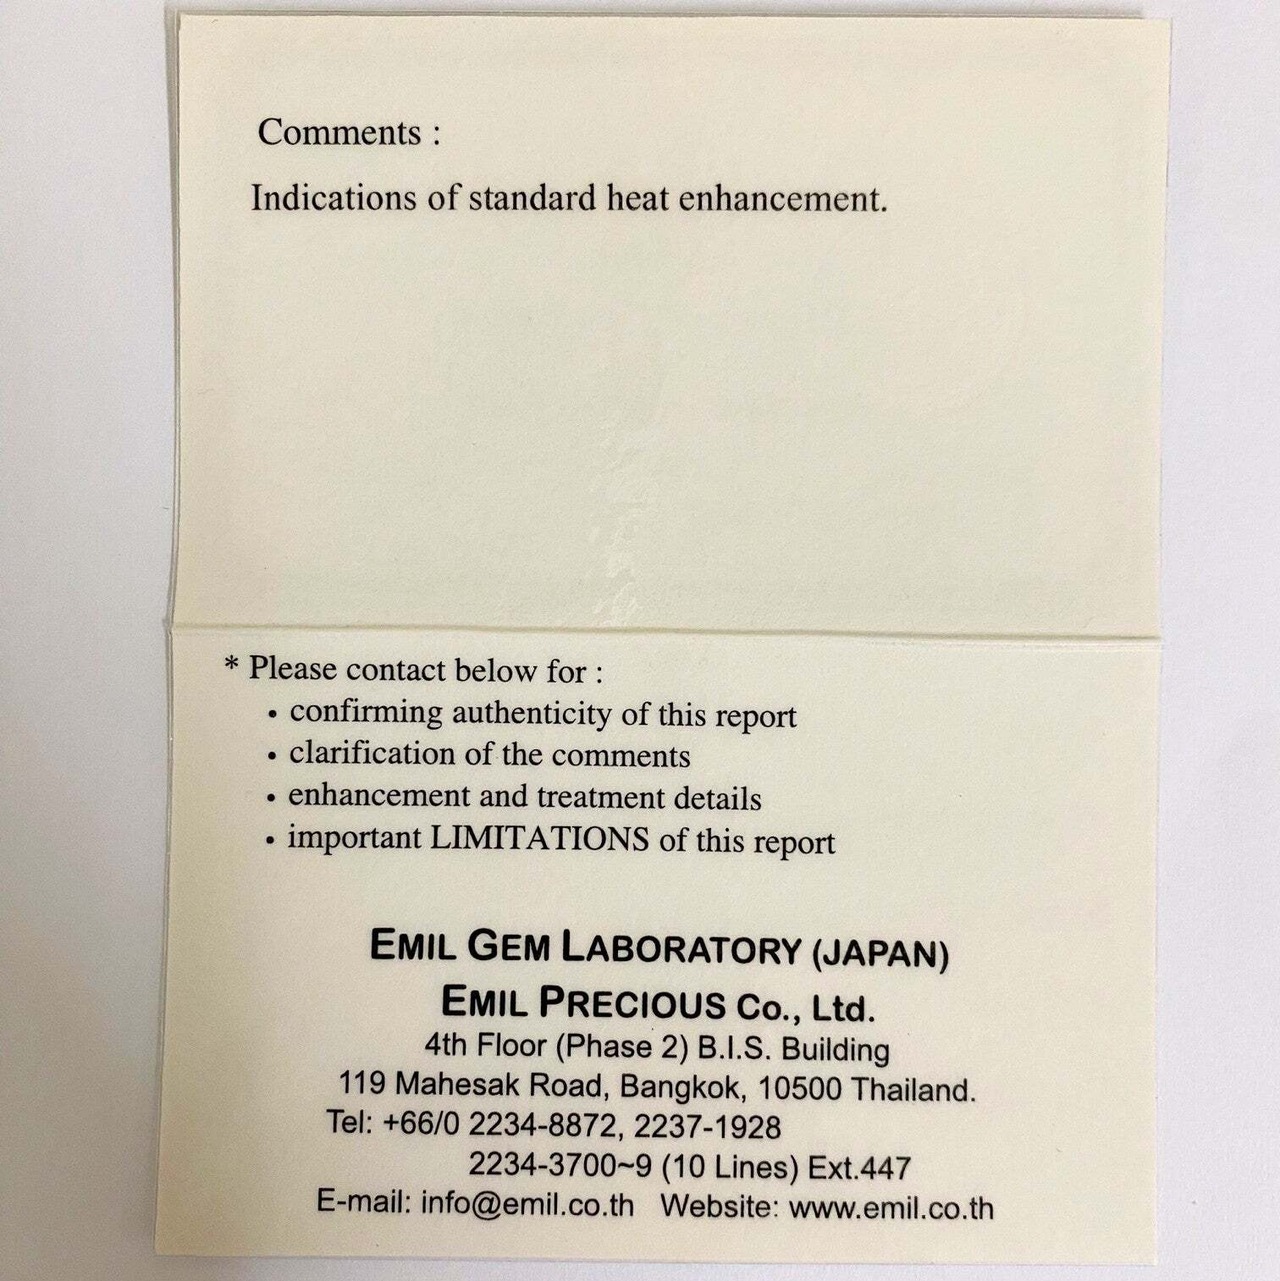 Comments :
Indications of standard heat enhancement.
* Please contact below for :
• confirming authenticity of this report
• clarification of the comments
• enhancement and treatment details
• important LIMITATIONS of this report
EMIL GEM LABORATORY (JAPAN)
EMIL PRECIOUS Co., Ltd.
4th Floor (Phase 2) B.I.S. Building
119 Mahesak Road, Bangkok, 10500 Thailand.
Tel: +66/0 2234-8872, 2237-1928
2234-3700~9 (10 Lines) Ext.447
E-mail: info@emil.co.th Website: www.emil.co.th